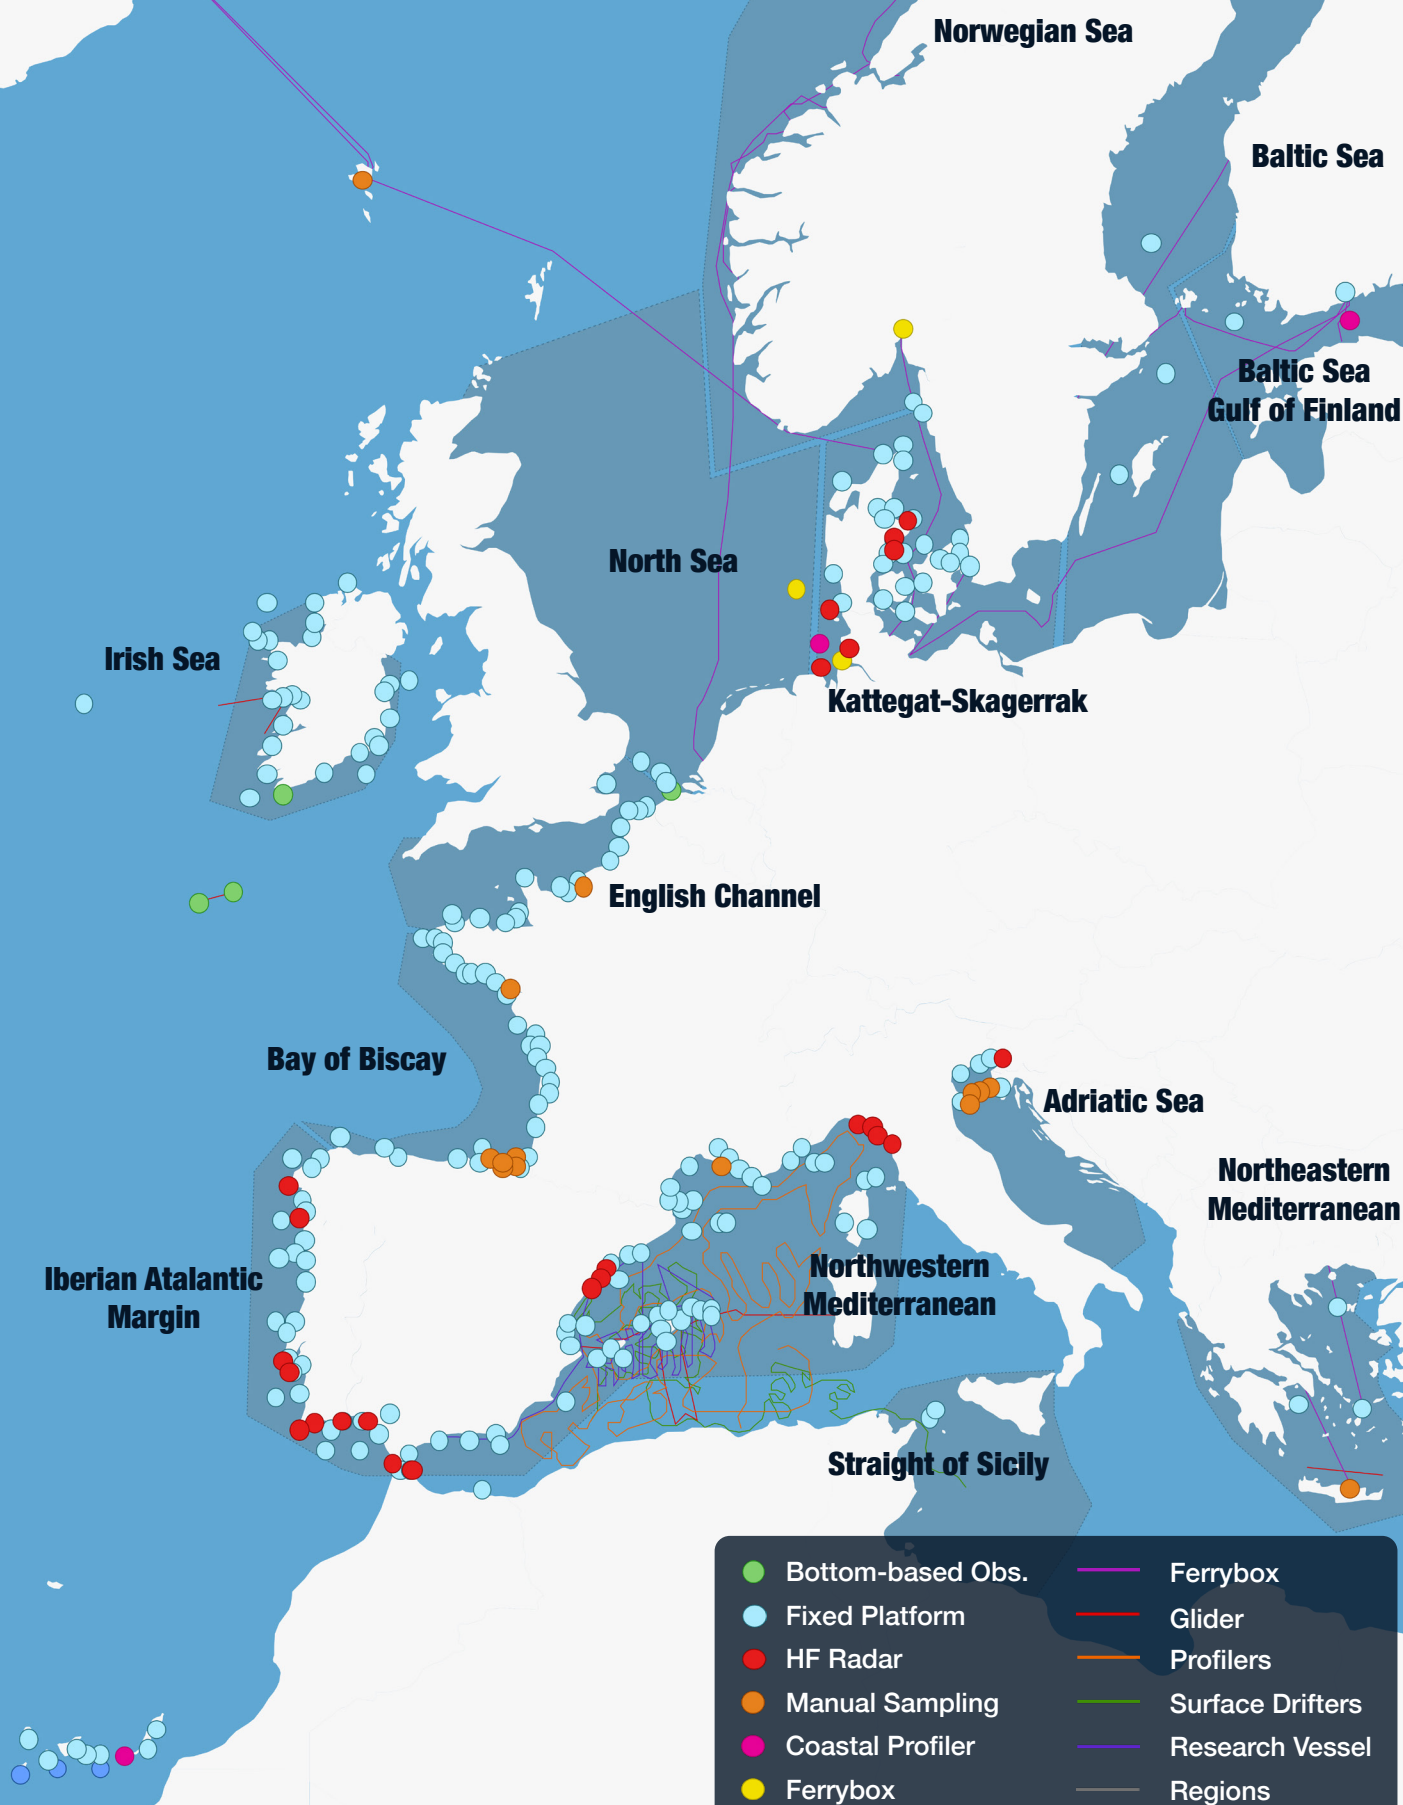 Norwegian Sea
Baltic Sea
Baltic Sea
Gulf of Finland
North Sea
Irish Sea
Kattegat-Skagerrak
English Channel
Bay of Biscay
Adriatic Sea
Northeastern
Mediterranean
Iberian Atalantic
Margin
Northwestern
Mediterranean
Straight of Sicily
Bottom-based Obs.
Fixed Platform
HF Radar
Manual Sampling
Coastal Profiler
Ferrybox
Ferrybox
Glider
Profilers
Surface Drifters
Research Vessel
Regions